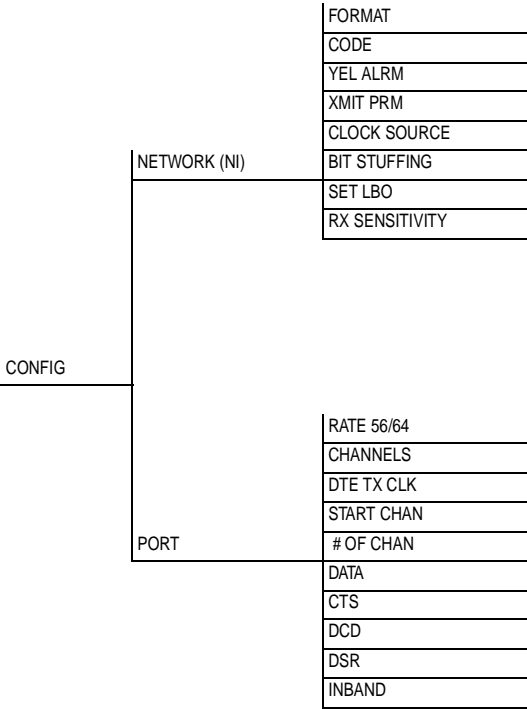 FORMAT
CODE
YEL ALRM
XMIT PRM
CLOCK SOURCE
NETWORK (NI)
BIT STUFFING
SET LBO
RX SENSITIVITY
CONFIG
RATE 56/64
CHANNELS
DTE TX CLK
START CHAN
PORT
# OF CHAN
DATA
CTS
DCD
DSR
INBAND